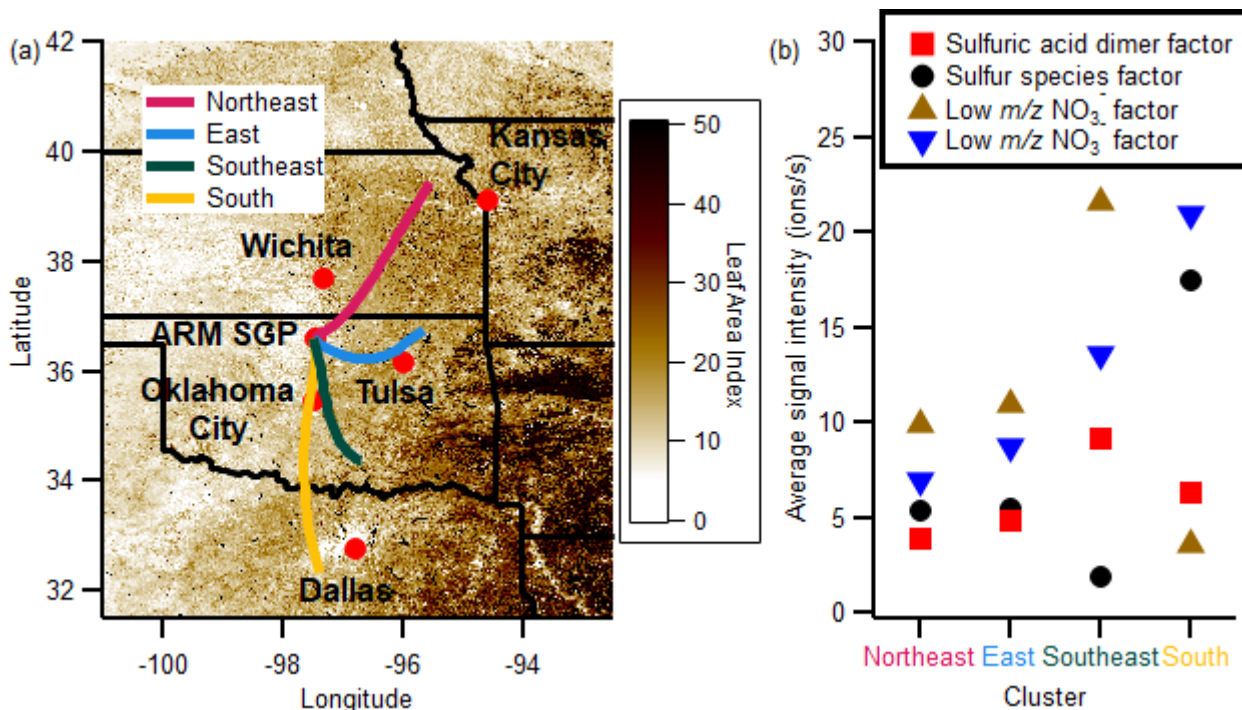 (a)
42
40
38
36
34
32
Latitude
-100
-98
-96
-94
Longitude
Northeast
East
Southeast
South
Kansas
City
Wichita
ARM SGP
Oklahoma
City
Tulsa
Dallas
50
40
30
20
10
0
Leaf Area Index
(b)
30
25
20
15
10
5
0
Average signal intensity (ions/s)
Sulfuric acid dimer factor
Sulfur species factor
Low m/z NO₃⁻ factor
Low m/z NO₃⁻ factor
Northeast East Southeast South
Cluster